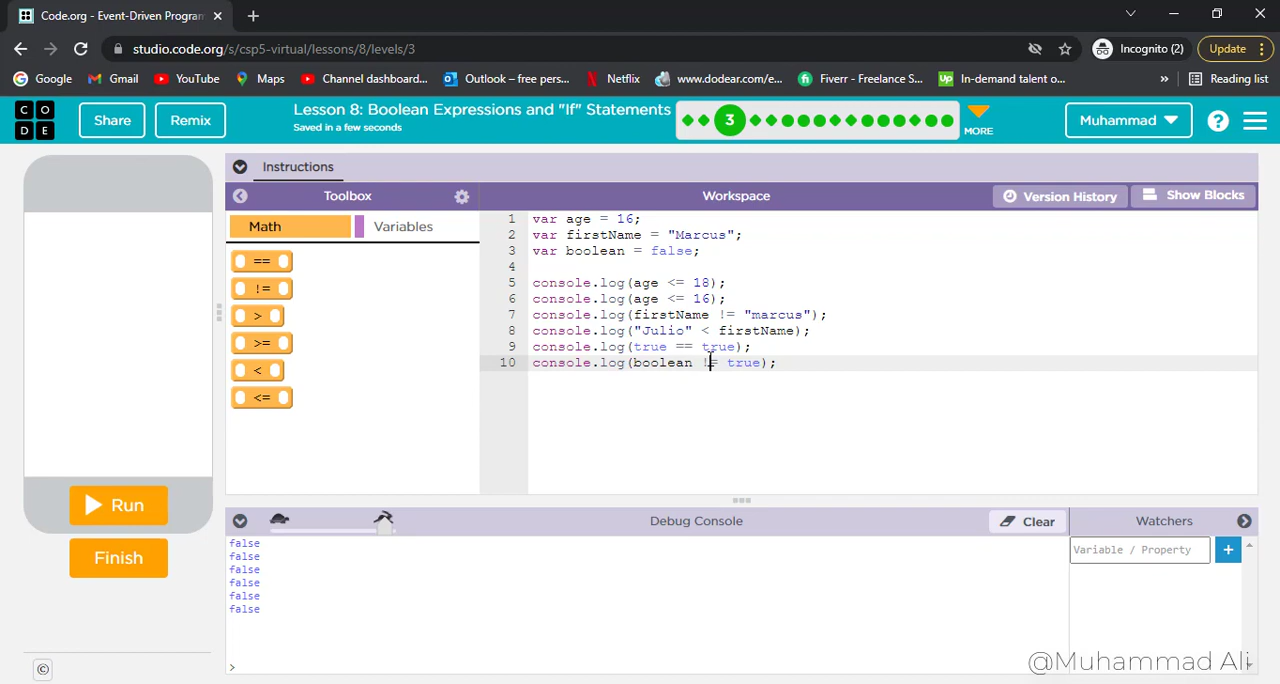 Code.org - Event-Driven Program
studio.code.org/s/csp5-virtual/lessons/8/levels/3
Incognito (2)
Update
Google
Gmail
YouTube
Maps
Channel dashboard...
Outlook – free pers...
Netflix
www.dodear.com/e...
Fiverr - Freelance S...
Up
In-demand talent o...
»
Reading list
C O
D E
Share
Remix
Lesson 8: Boolean Expressions and "If" Statements
Saved in a few seconds
3
MORE
Muhammad
?
Instructions
Toolbox
Workspace
Version History
Show Blocks
Math
Variables
==
!=
>
>=
<
<=
1 var age = 16;
2 var firstName = "Marcus";
3 var boolean = false;
4
5 console.log(age <= 18);
6 console.log(age <= 16);
7 console.log(firstName != "marcus");
8 console.log("Julio" < firstName);
9 console.log(true == true);
10 console.log(boolean != true);
Run
Finish
Debug Console
Clear
Watchers
Variable / Property
+
false
false
false
false
false
false
>
©
@Muhammad Ali